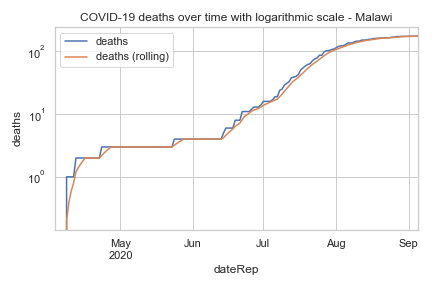 COVID-19 deaths over time with logarithmic scale - Malawi
deaths
deaths (rolling)
10²
10¹
10⁰
deaths
May Jun Jul Aug Sep
2020
dateRep